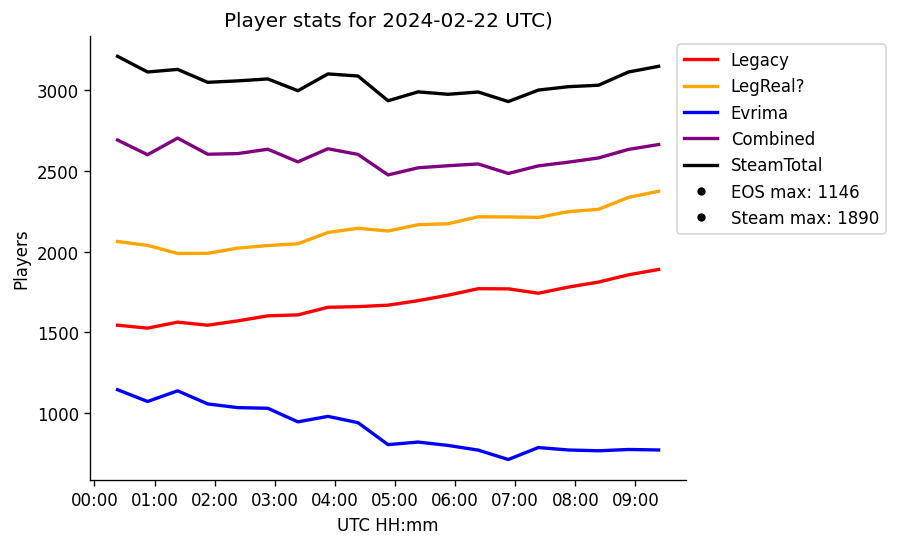 Player stats for 2024-02-22 UTC)
Legacy
LegReal?
Evrima
Combined
SteamTotal
EOS max: 1146
Steam max: 1890
Players
3000
2500
2000
1500
1000
00:00 01:00 02:00 03:00 04:00 05:00 06:00 07:00 08:00 09:00
UTC HH:mm